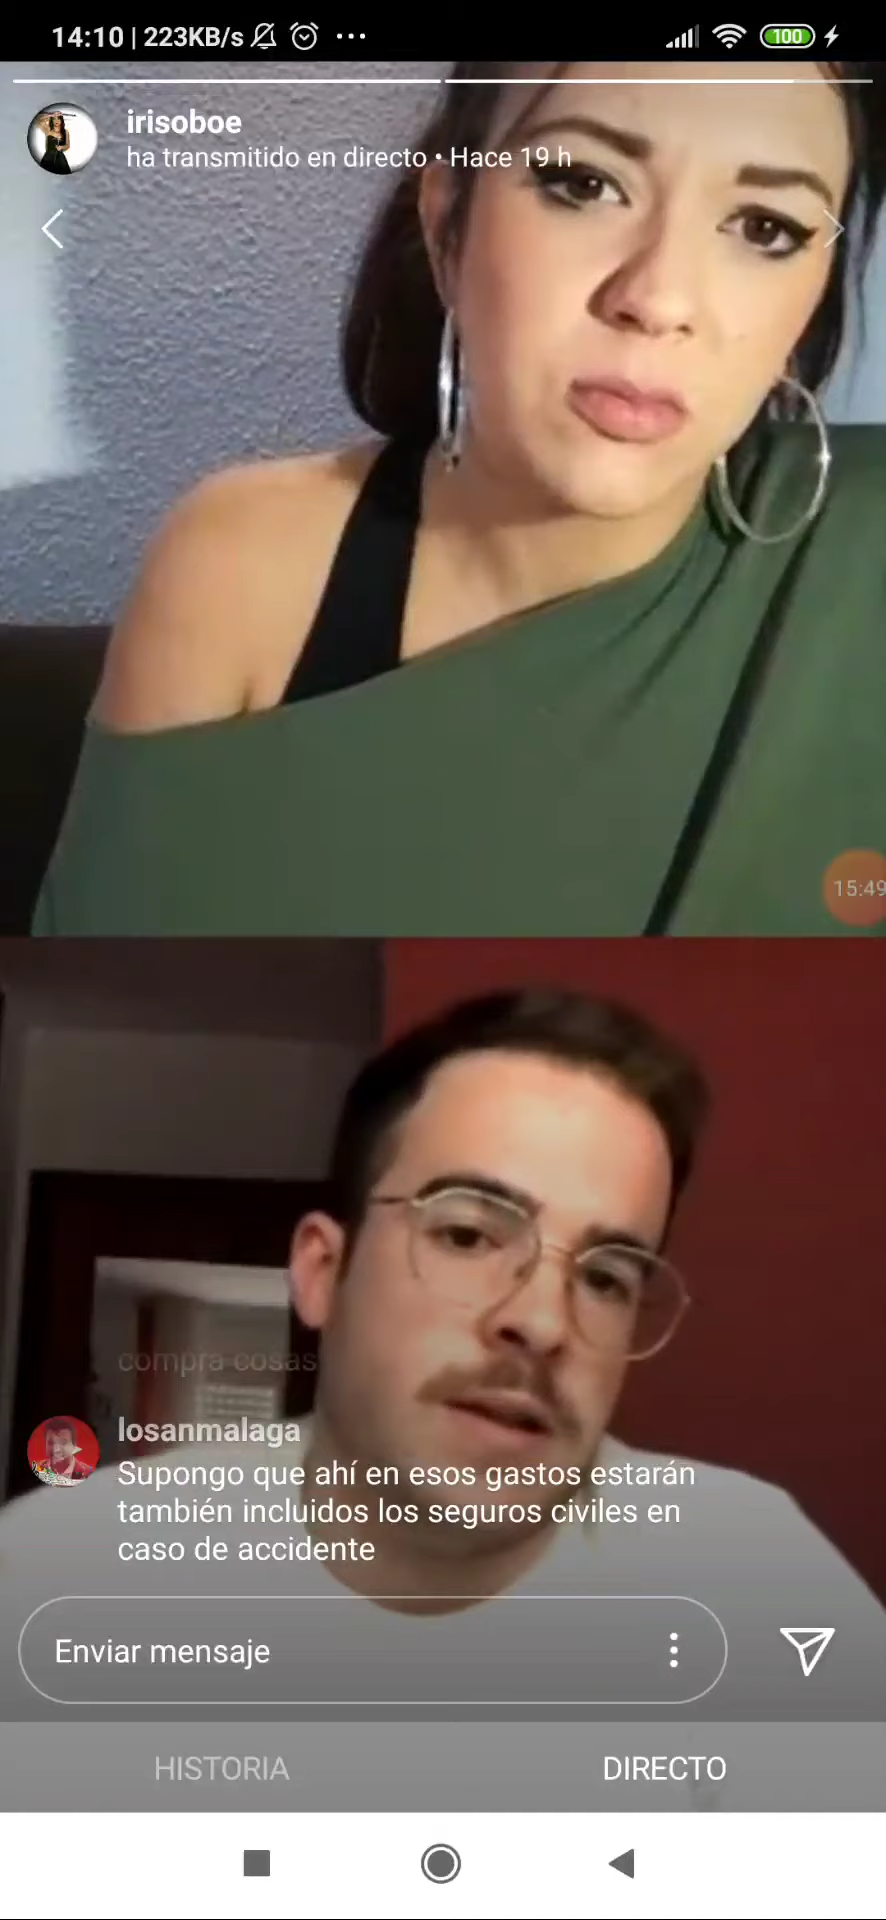 14:10 | 223KB/s
100
irisoboe
ha transmitido en directo • Hace 19 h
15:49
compra cosas
losanmalaga
Supongo que ahí en esos gastos estarán
también incluidos los seguros civiles en
caso de accidente
Enviar mensaje
HISTORIA
DIRECTO